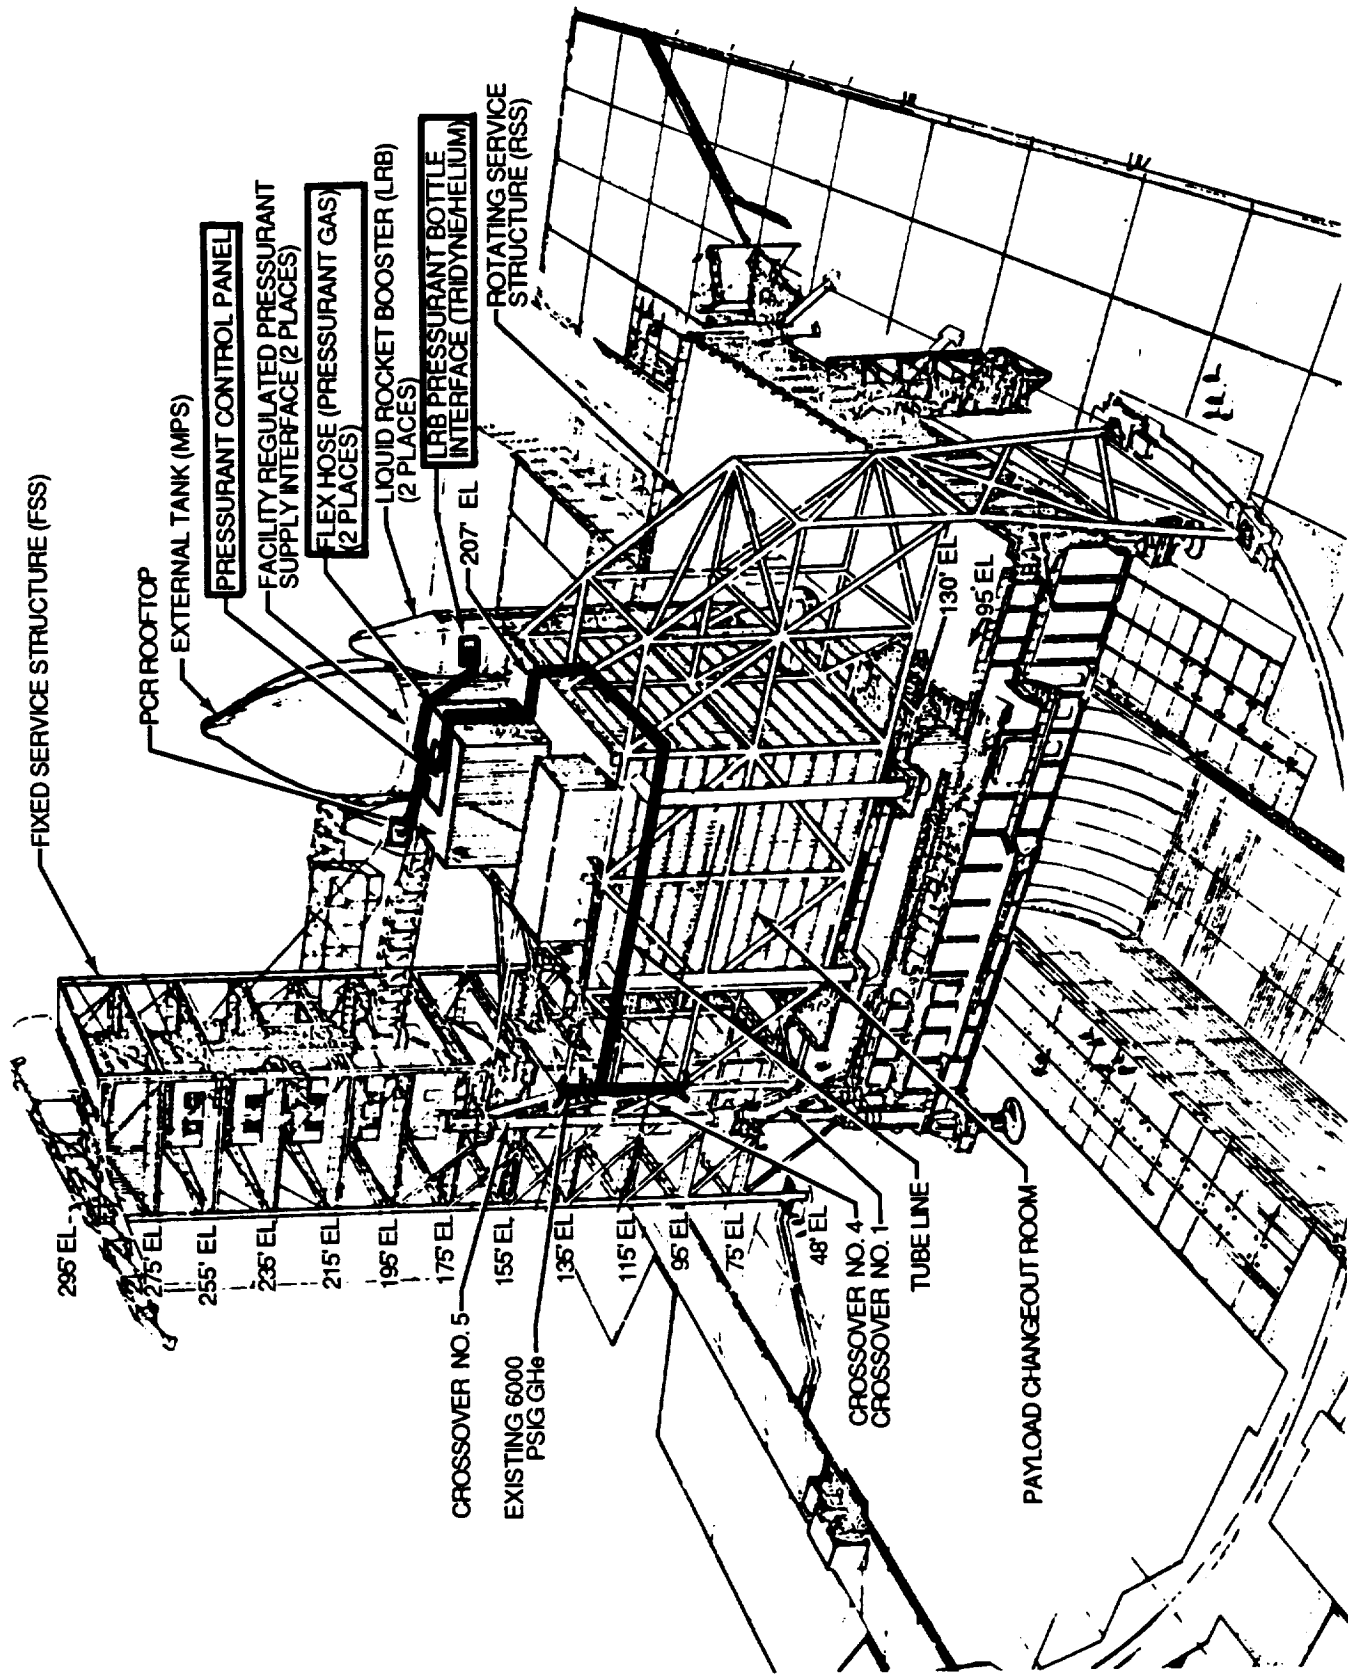 FIXED SERVICE STRUCTURE (FSS)
PCR ROOFTOP
EXTERNAL TANK (MPS)
PRESSURANT CONTROL PANEL
FACILITY REGULATED PRESSURANT
SUPPLY INTERFACE (2 PLACES)
FLEX HOSE (PRESSURANT GAS)
(2 PLACES)
LIQUID ROCKET BOOSTER (LRB)
(2 PLACES)
LRB PRESSURANT BOTTLE
INTERFACE (TRIDYNE/HELIUM)
207' EL
ROTATING SERVICE
STRUCTURE (RSS)
130' EL
95' EL
295' EL
275' EL
255' EL
235' EL
215' EL
195' EL
175' EL
155' EL
135' EL
115' EL
95' EL
75' EL
48' EL
CROSSOVER NO. 5
EXISTING 6000
PSIG GHe
CROSSOVER NO. 4
CROSSOVER NO. 1
TUBE LINE
PAYLOAD CHANGEOUT ROOM